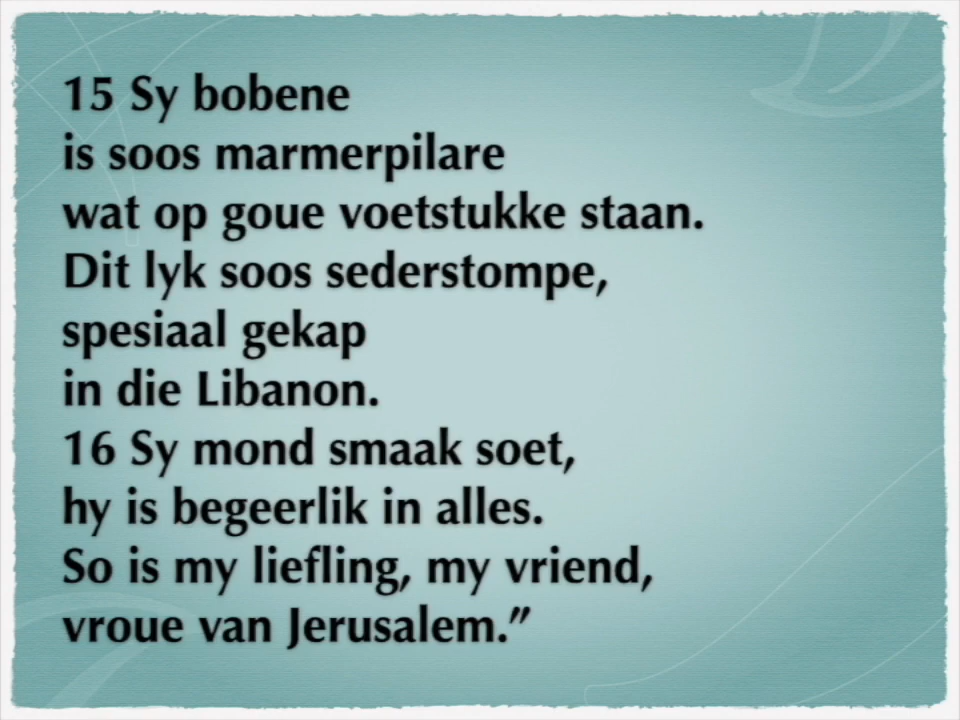 15 Sy bobene
is soos marmerpilare
wat op goue voetstukke staan.
Dit lyk soos sederstompe,
spesiaal gekap
in die Libanon.
16 Sy mond smaak soet,
hy is begeerlik in alles.
So is my liefling, my vriend,
vroue van Jerusalem.”